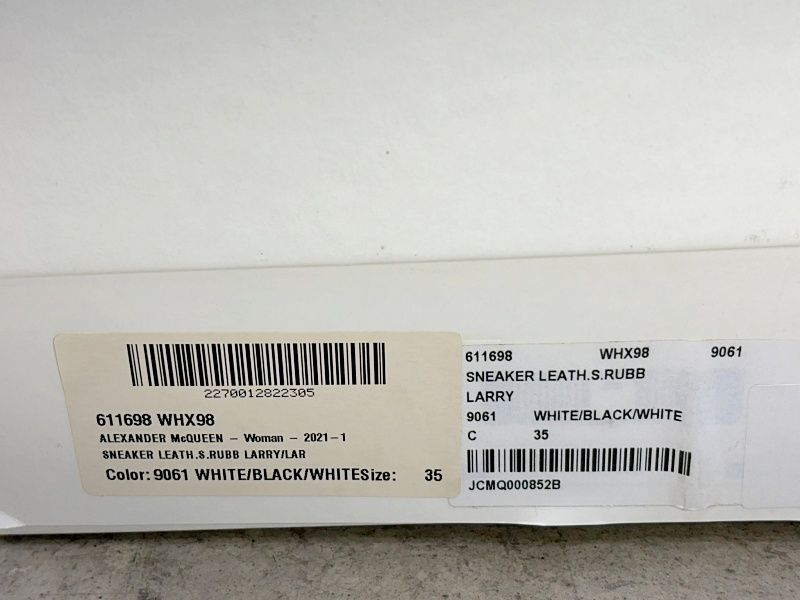 2270012822305
611698 WHX98
ALEXANDER McQUEEN – Woman – 2021-1
SNEAKER LEATH.S.RUBB LARRY/LAR
Color: 9061 WHITE/BLACK/WHITESize: 35
611698 WHX98 9061
SNEAKER LEATH.S.RUBB
LARRY
9061 WHITE/BLACK/WHITE
C 35
JCMQ000852B